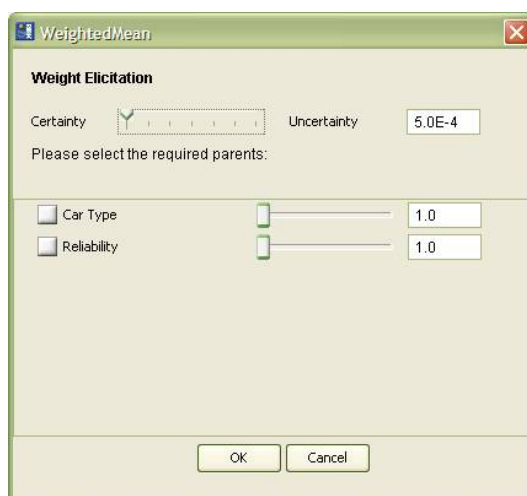 WeightedMean
Weight Elicitation
Certainty Uncertainty 5.0E-4
Please select the required parents:
Car Type 1.0
Reliability 1.0
OK Cancel